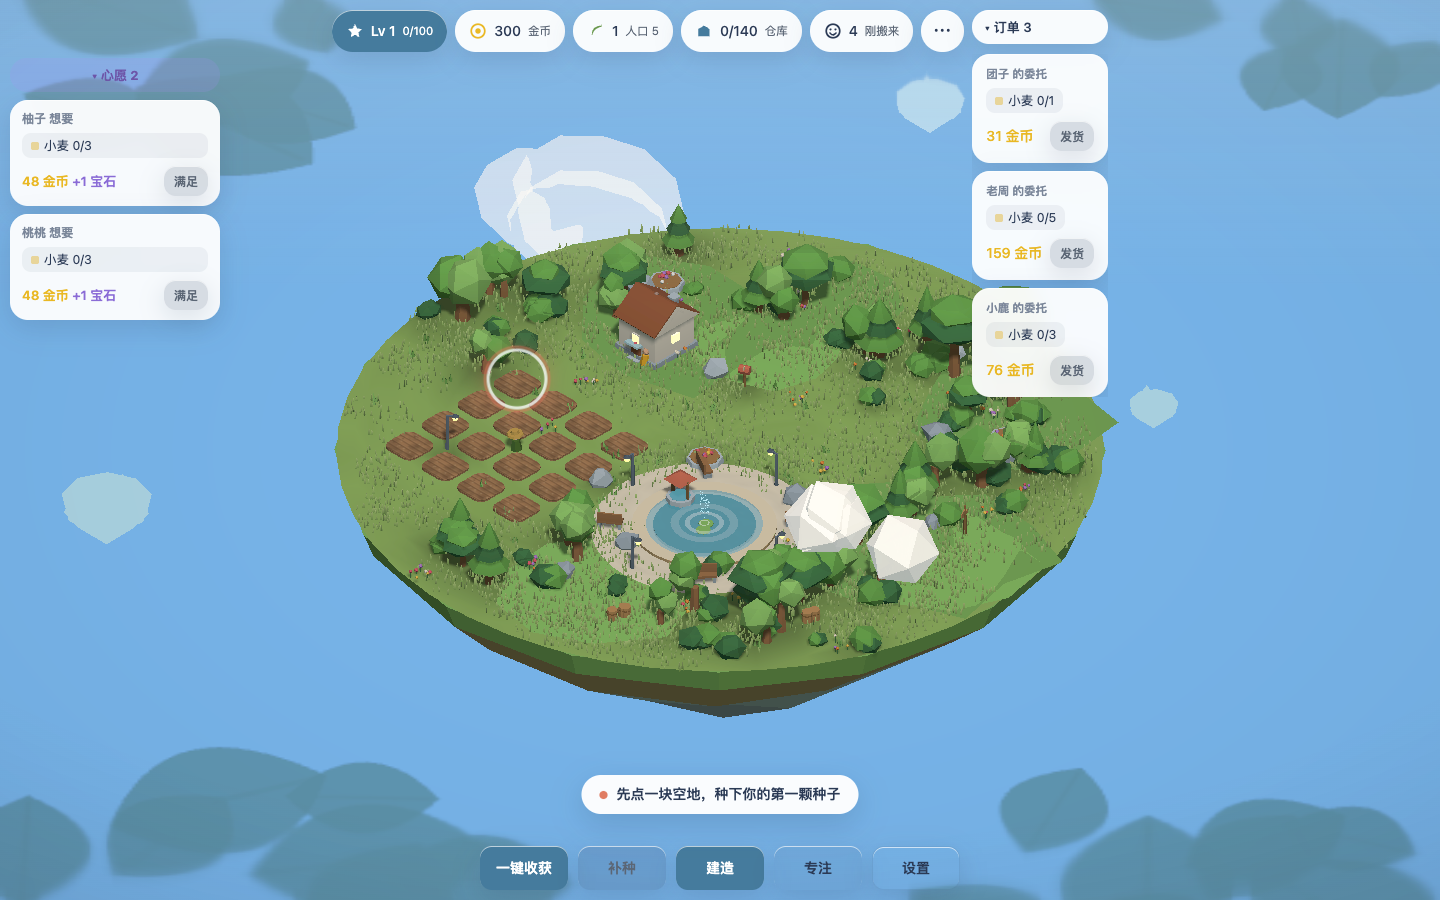 Lv 1 0/100
300 金币
1 人口 5
0/140 仓库
4 刚搬来
▾ 订单 3
▾ 心愿 2
柚子 想要
小麦 0/3
48 金币 +1 宝石
满足
桃桃 想要
小麦 0/3
48 金币 +1 宝石
满足
团子 的委托
小麦 0/1
31 金币
发货
老周 的委托
小麦 0/5
159 金币
发货
小鹿 的委托
小麦 0/3
76 金币
发货
先点一块空地，种下你的第一颗种子
一键收获
补种
建造
专注
设置